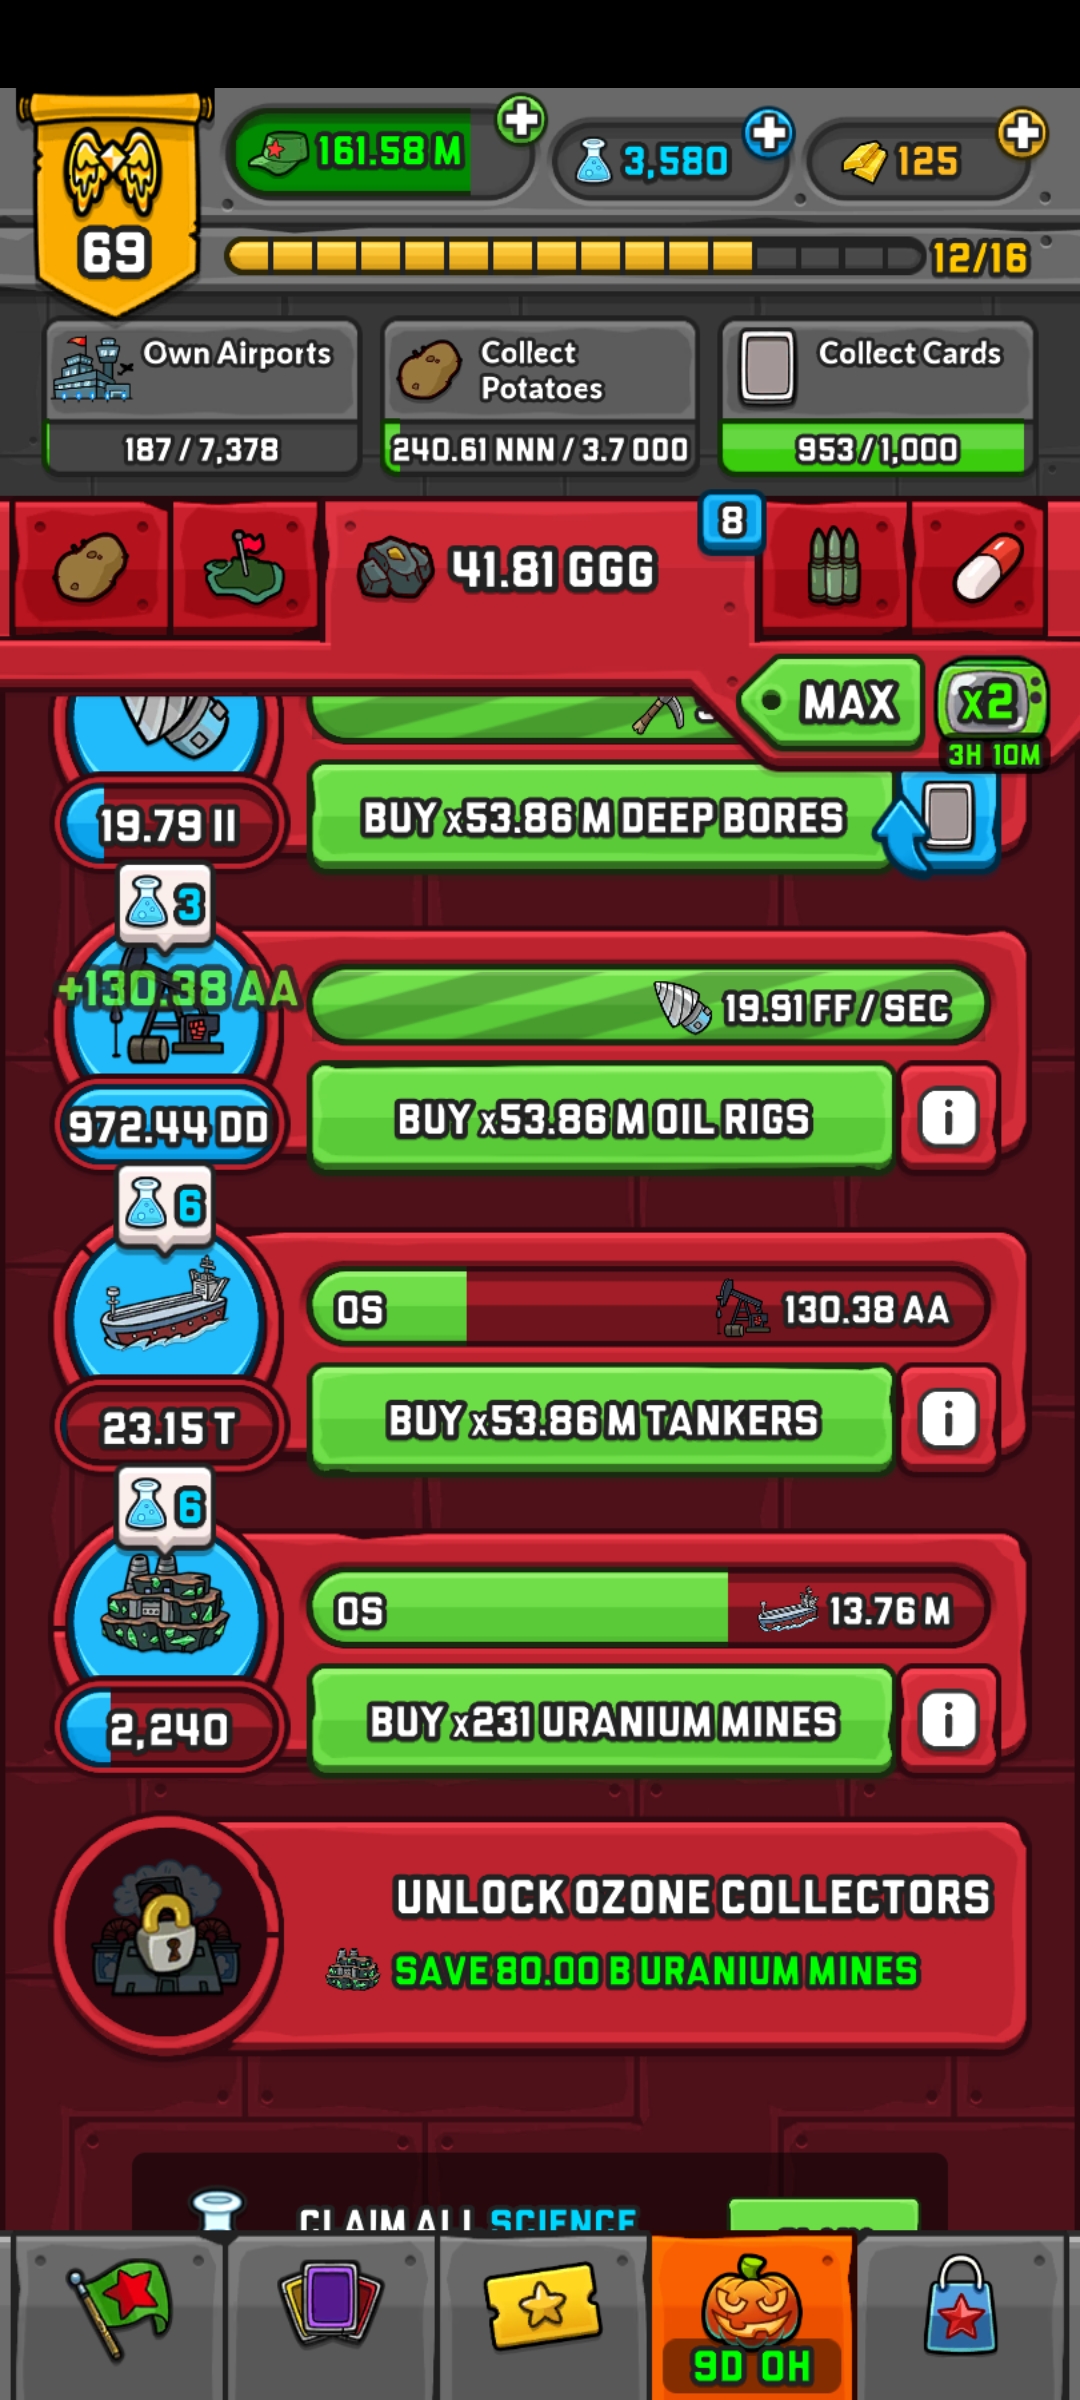 161.58 M
3,580
125
69
12/16
Own Airports
187 / 7,378
Collect
Potatoes
240.61 NNN / 3.7 OOO
Collect Cards
953 / 1,000
41.81 GGG
8
MAX
x2
3H 10M
19.79 II
BUY x53.86 M DEEP BORES
3
+130.38 AA
19.91 FF / SEC
972.44 DD
BUY x53.86 M OIL RIGS
i
6
0S
130.38 AA
23.15 T
BUY x53.86 M TANKERS
i
6
0S
13.76 M
2,240
BUY x231 URANIUM MINES
i
UNLOCK OZONE COLLECTORS
SAVE 80.00 B URANIUM MINES
CLAIM ALL SCIENCE
9D 0H